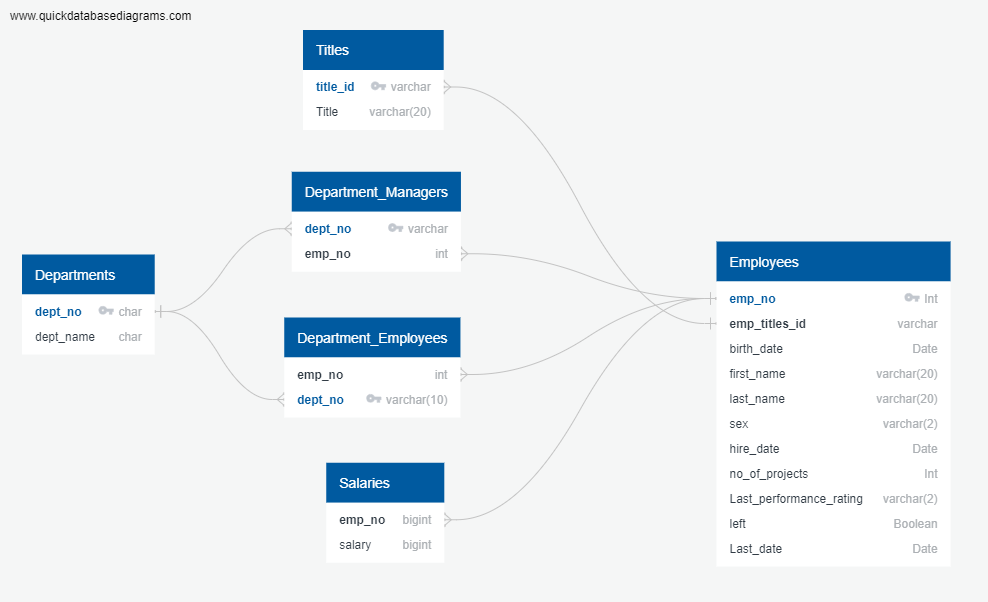 www.quickdatabasediagrams.com
Titles
title_id varchar
Title varchar(20)
Department_Managers
dept_no varchar
emp_no int
Departments
dept_no char
dept_name char
Department_Employees
emp_no int
dept_no varchar(10)
Salaries
emp_no bigint
salary bigint
Employees
emp_no Int
emp_titles_id varchar
birth_date Date
first_name varchar(20)
last_name varchar(20)
sex varchar(2)
hire_date Date
no_of_projects Int
Last_performance_rating varchar(2)
left Boolean
Last_date Date